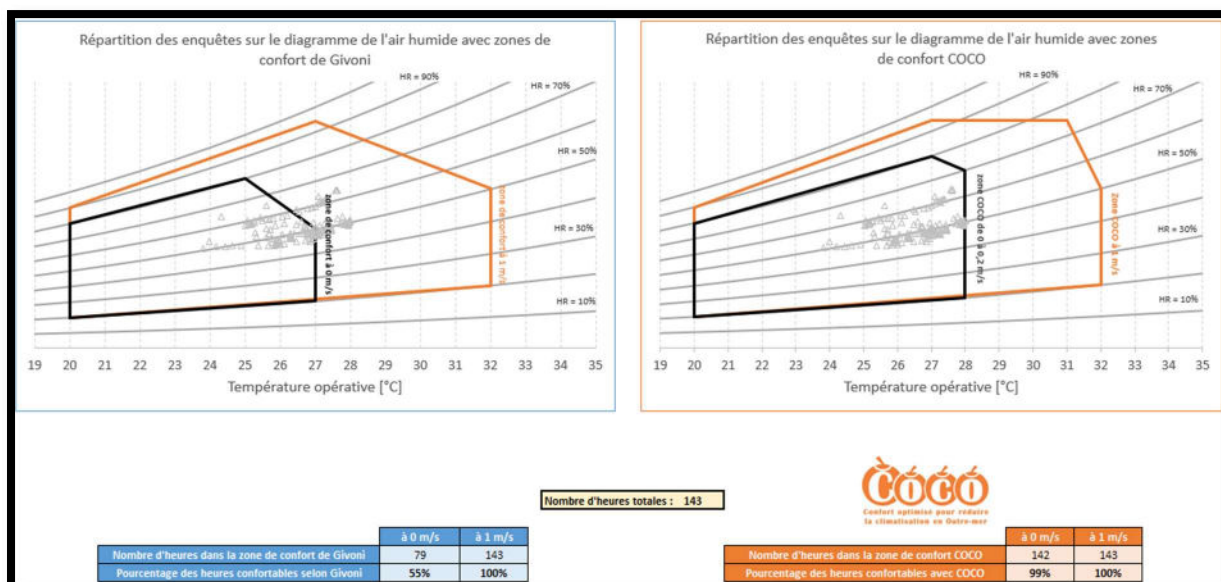 Répartition des enquêtes sur le diagramme de l'air humide avec zones de
confort de Givoni
HR = 90%
HR = 70%
HR = 50%
HR = 30%
HR = 10%
zone de confort à 0 m/s
zone de confort à 1 m/s
19 20 21 22 23 24 25 26 27 28 29 30 31 32 33 34 35
Température opérative [°C]
Répartition des enquêtes sur le diagramme de l'air humide avec zones
de confort COCO
HR = 90%
HR = 70%
HR = 50%
HR = 30%
HR = 10%
zone COCO de 0 à 0,2 m/s
Zone COCO à 1 m/s
19 20 21 22 23 24 25 26 27 28 29 30 31 32 33 34 35
Température opérative [°C]
Nombre d'heures totales : 143
CÓCÓ
Confort optimisé pour réduire
la climatisation en Outre-mer
à 0 m/s à 1 m/s
Nombre d'heures dans la zone de confort de Givoni 79 143
Pourcentage des heures confortables selon Givoni 55% 100%
à 0 m/s à 1 m/s
Nombre d'heures dans la zone de confort COCO 142 143
Pourcentage des heures confortables avec COCO 99% 100%